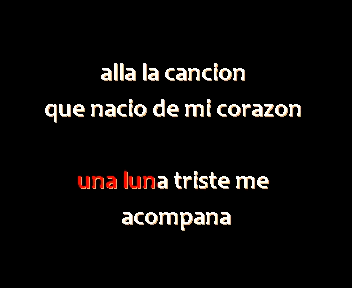 alla la cancion
que nacio de mi corazon
una luna triste me
acompana